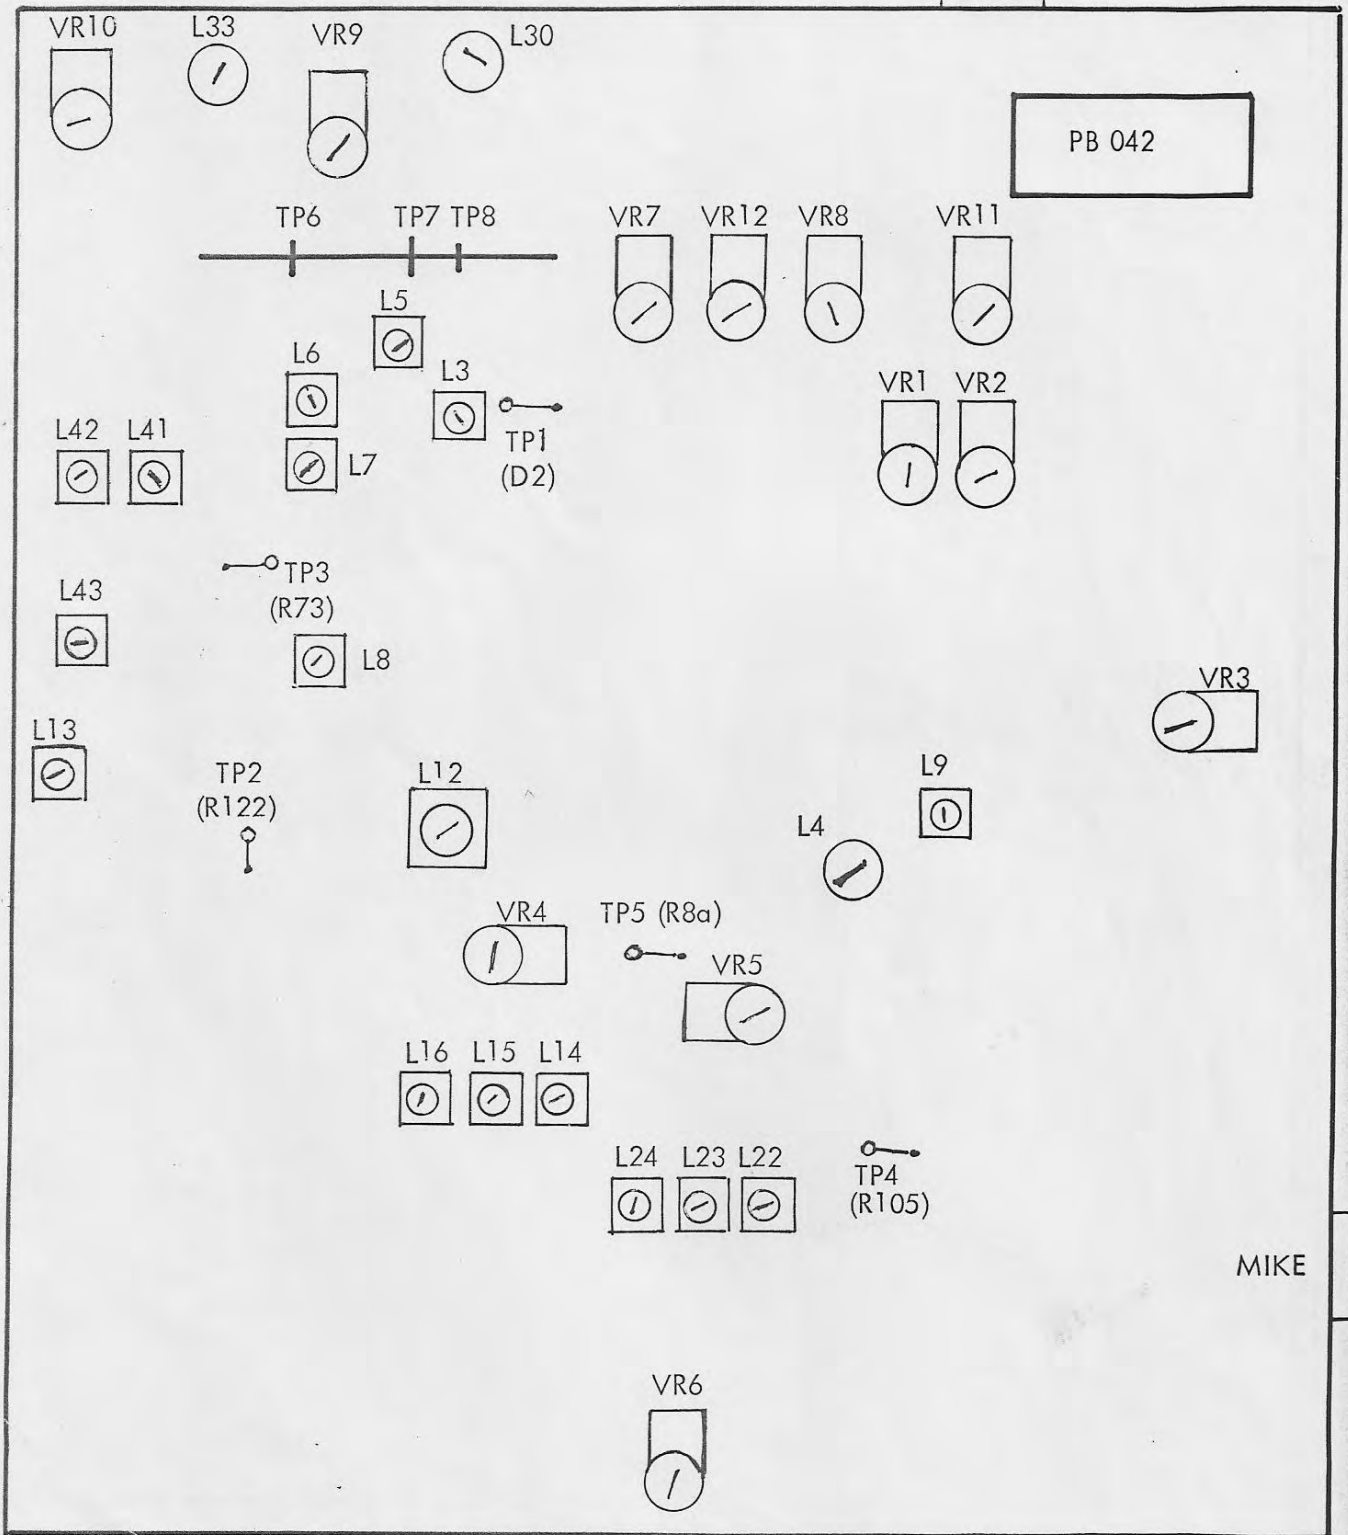 VR10 L33 VR9 L30
PB 042
TP6 TP7 TP8 VR7 VR12 VR8 VR11
L5
L6 L3 VR1 VR2
L42 L41 L7 TP1
(D2)
TP3
(R73)
L43
L8
VR3
L13
TP2
(R122)
L12
L9
L4
VR4 TP5 (R8a)
VR5
L16 L15 L14
L24 L23 L22 TP4
(R105)
MIKE
VR6